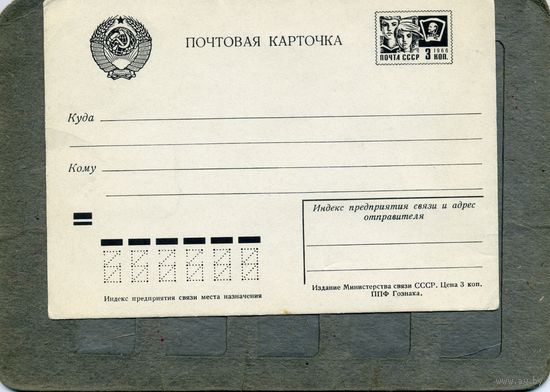 ПОЧТОВАЯ КАРТОЧКА
1966
ПОЧТА СССР 3 КОП.
Куда
Кому
Индекс предприятия связи и адрес
отправителя
Индекс предприятия связи места назначения
Издание Министерства связи СССР. Цена 3 коп.
ППФ Гознака.